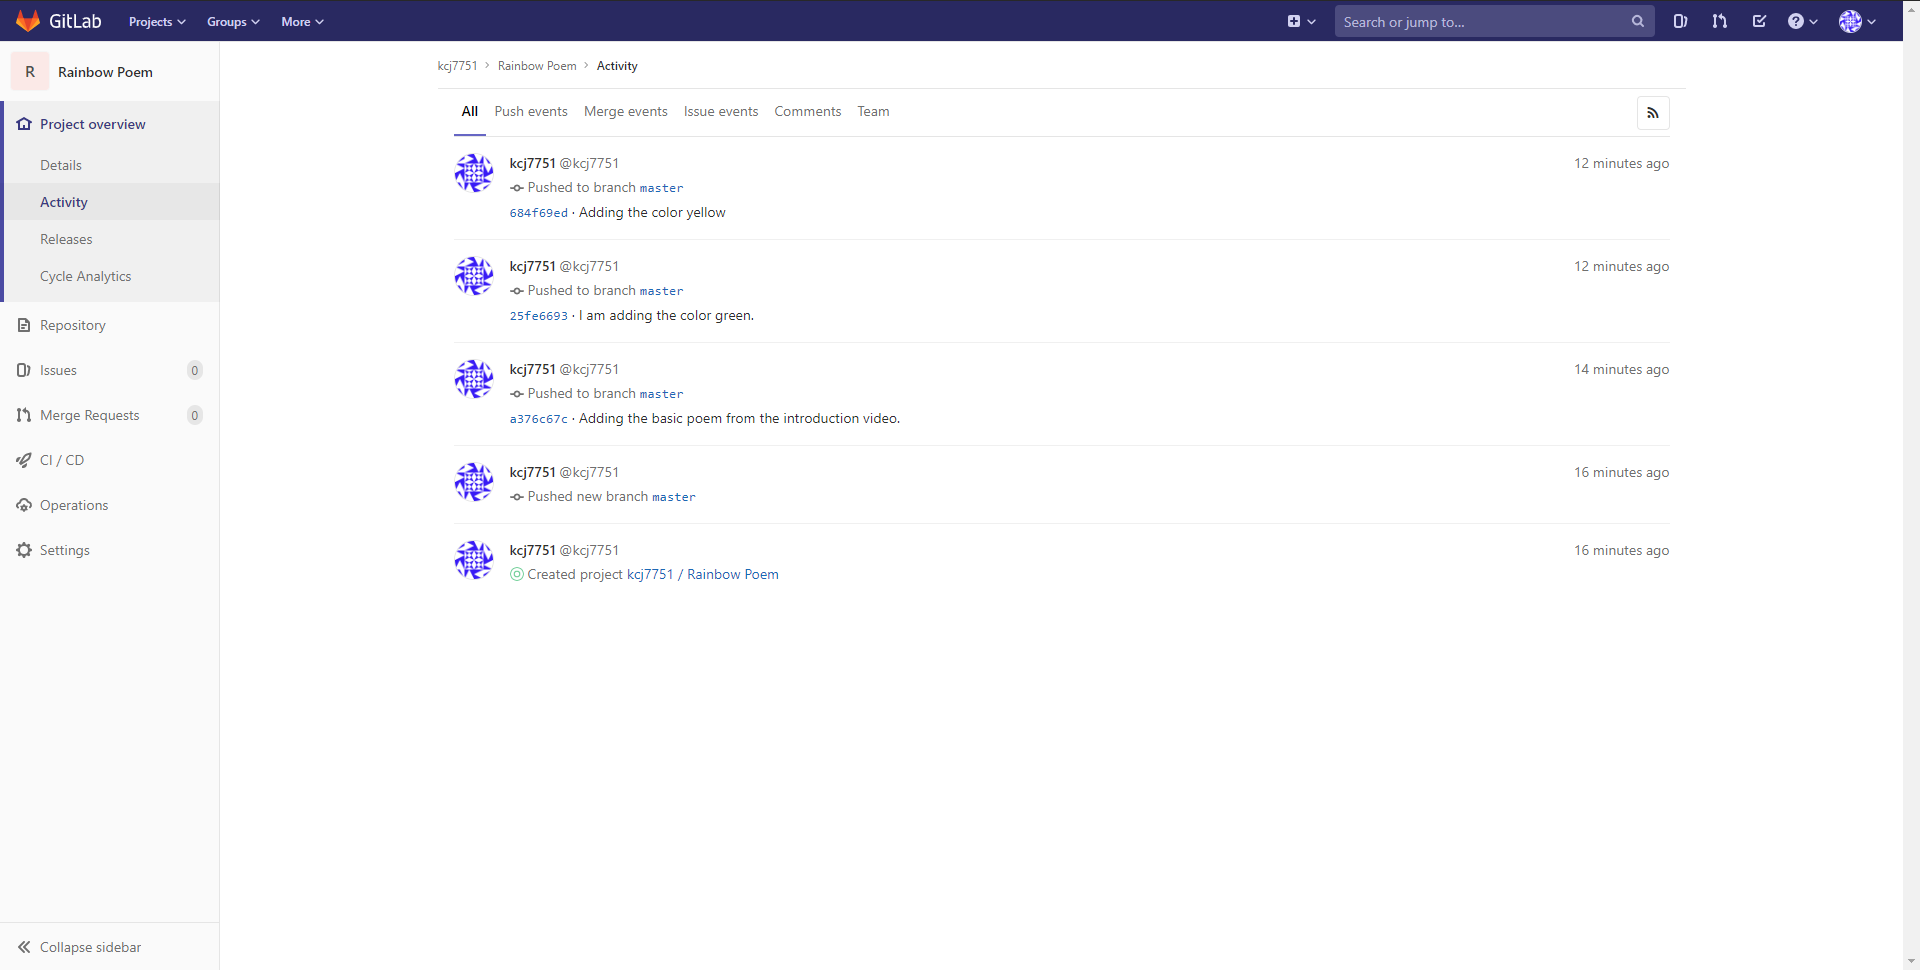 GitLab Projects Groups More Search or jump to...
R Rainbow Poem
Project overview
Details
Activity
Releases
Cycle Analytics
Repository
Issues 0
Merge Requests 0
CI / CD
Operations
Settings
Collapse sidebar
kcj7751 > Rainbow Poem > Activity
All Push events Merge events Issue events Comments Team
kcj7751 @kcj7751 12 minutes ago
Pushed to branch master
684f69ed · Adding the color yellow
kcj7751 @kcj7751 12 minutes ago
Pushed to branch master
25fe6693 · I am adding the color green.
kcj7751 @kcj7751 14 minutes ago
Pushed to branch master
a376c67c · Adding the basic poem from the introduction video.
kcj7751 @kcj7751 16 minutes ago
Pushed new branch master
kcj7751 @kcj7751 16 minutes ago
Created project kcj7751 / Rainbow Poem